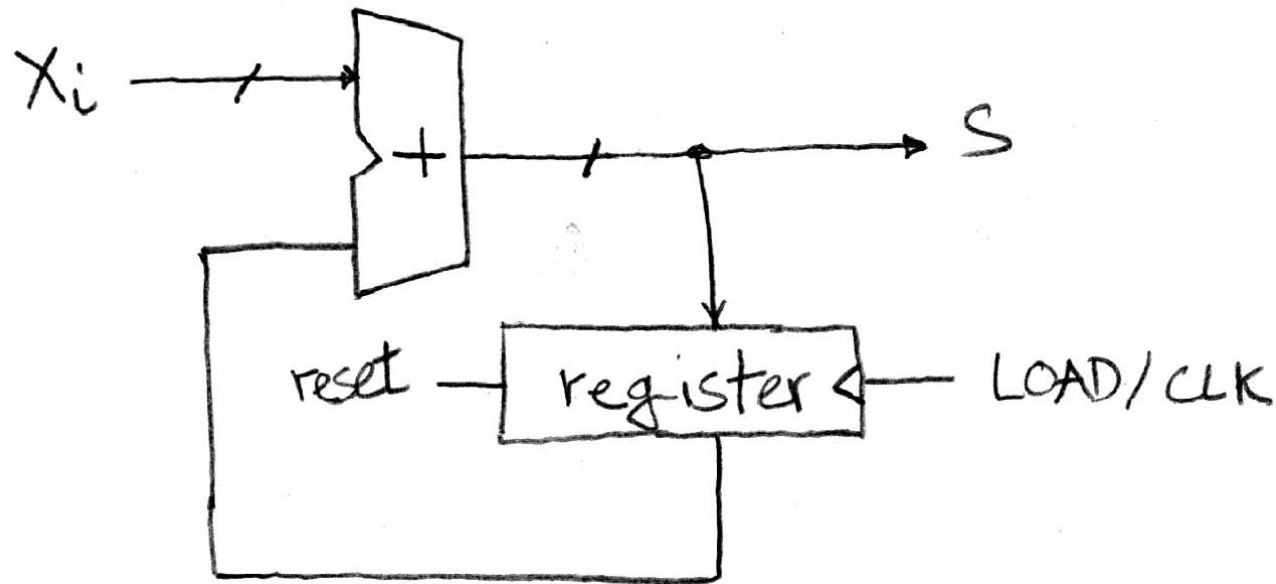 Xi
+
S
reset
register
LOAD/CLK